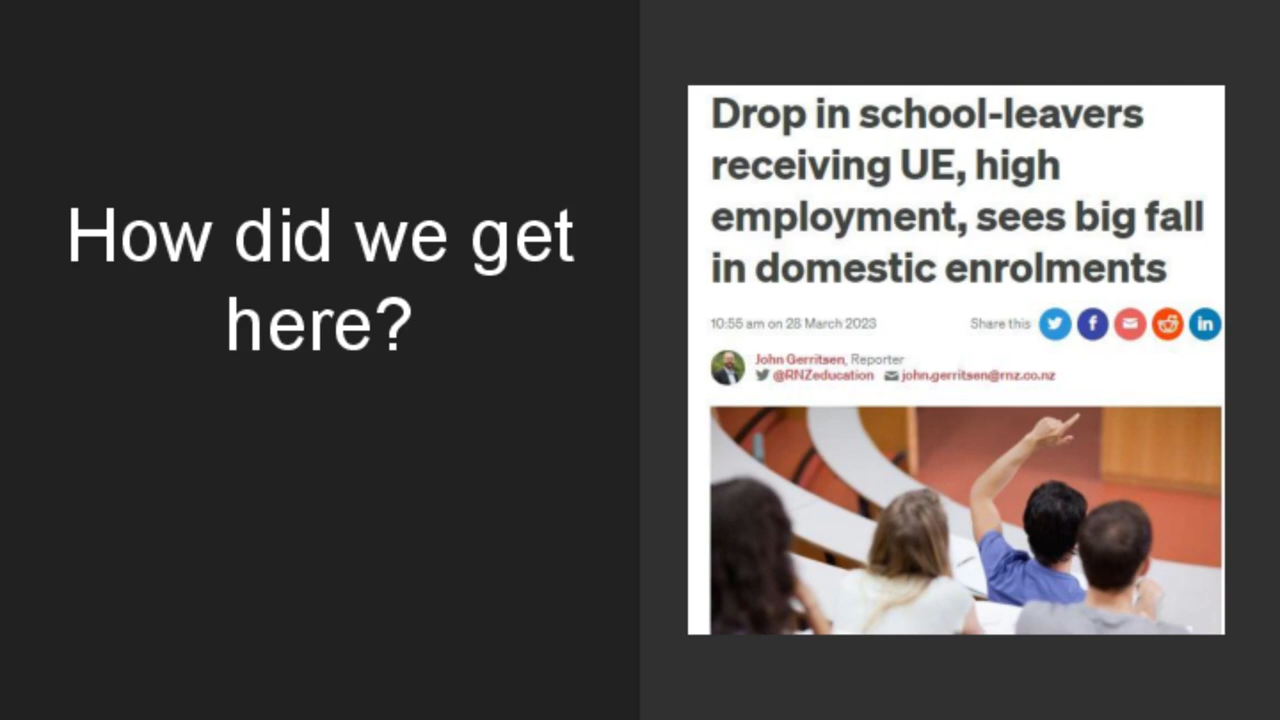 How did we get
here?
Drop in school-leavers
receiving UE, high
employment, sees big fall
in domestic enrolments
10:55 am on 28 March 2023 Share this
John Gerritsen, Reporter
@RNZeducation john.gerritsen@rnz.co.nz